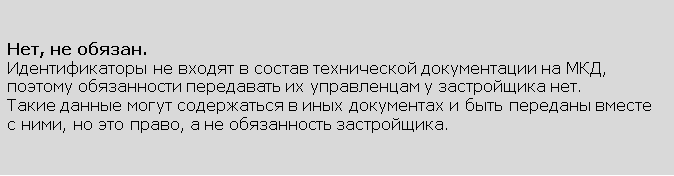 Нет, не обязан.
Идентификаторы не входят в состав технической документации на МКД,
поэтому обязанности передавать их управленцам у застройщика нет.
Такие данные могут содержаться в иных документах и быть переданы вместе
с ними, но это право, а не обязанность застройщика.